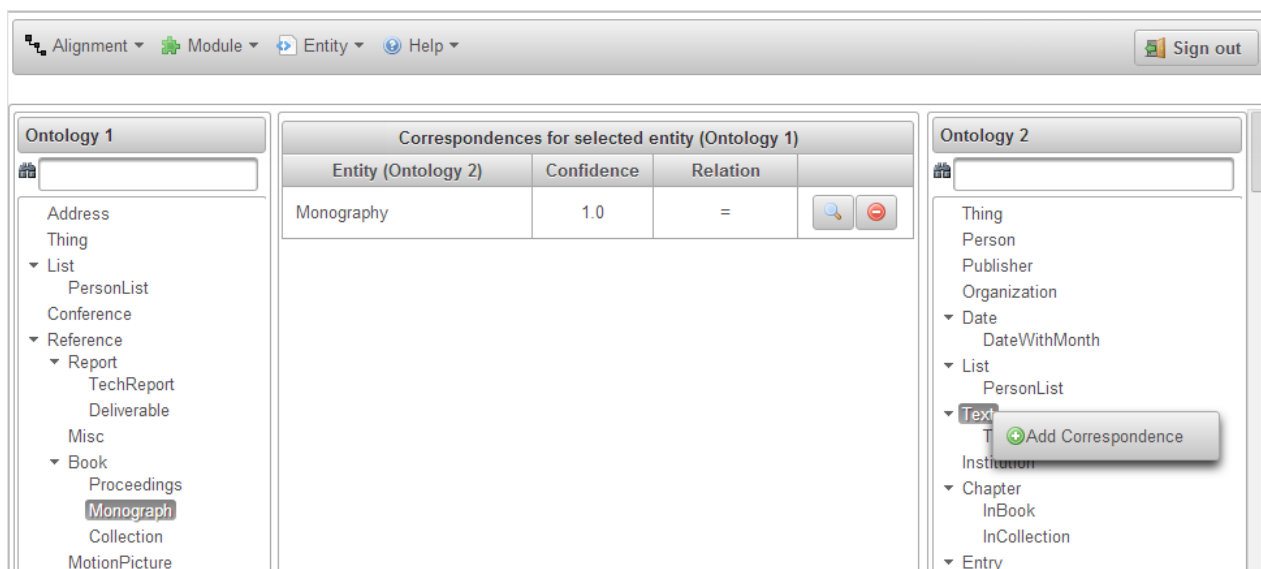 Alignment Module Entity Help Sign out
Ontology 1
Address
Thing
List
PersonList
Conference
Reference
Report
TechReport
Deliverable
Misc
Book
Proceedings
Monograph
Collection
MotionPicture
Correspondences for selected entity (Ontology 1)
Entity (Ontology 2) Confidence Relation
Monography 1.0 =
Ontology 2
Thing
Person
Publisher
Organization
Date
DateWithMonth
List
PersonList
Text
Add Correspondence
Institution
Chapter
InBook
InCollection
Entry